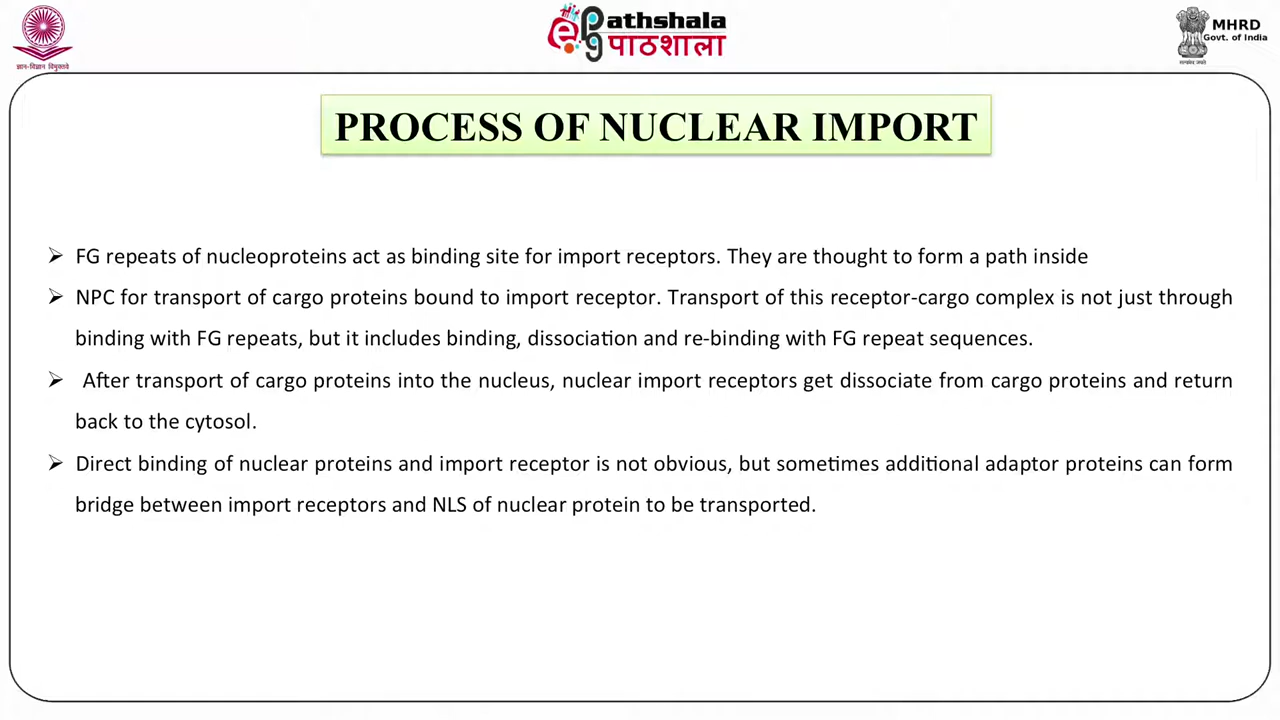 ज्ञान-विज्ञान विमुक्तये
ePathshala
पाठशाला
MHRD
Govt. of India
सत्यमेव जयते
PROCESS OF NUCLEAR IMPORT
➢ FG repeats of nucleoproteins act as binding site for import receptors. They are thought to form a path inside
➢ NPC for transport of cargo proteins bound to import receptor. Transport of this receptor-cargo complex is not just through
binding with FG repeats, but it includes binding, dissociation and re-binding with FG repeat sequences.
➢ After transport of cargo proteins into the nucleus, nuclear import receptors get dissociate from cargo proteins and return
back to the cytosol.
➢ Direct binding of nuclear proteins and import receptor is not obvious, but sometimes additional adaptor proteins can form
bridge between import receptors and NLS of nuclear protein to be transported.